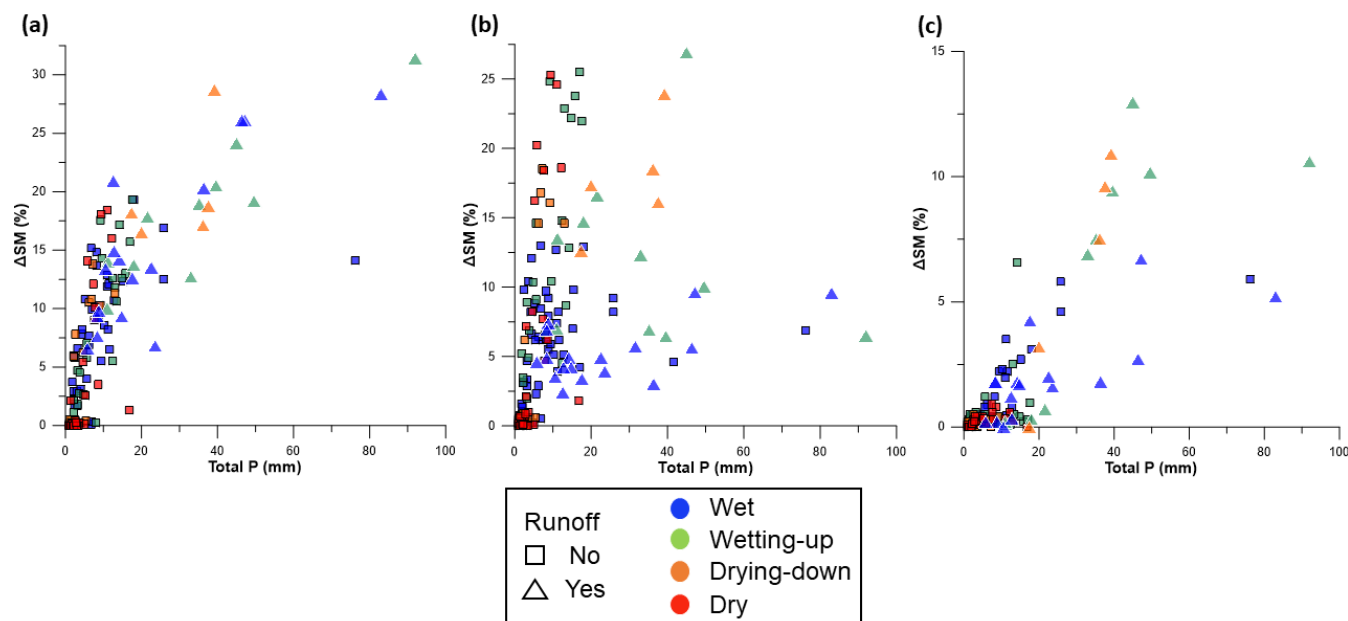 (a)
ΔSM (%)
30
25
20
15
10
5
0
0 20 40 60 80 100
Total P (mm)
(b)
ΔSM (%)
25
20
15
10
5
0
0 20 40 60 80 100
Total P (mm)
(c)
ΔSM (%)
15
10
5
0
0 20 40 60 80 100
Total P (mm)
Runoff
No
Yes
Wet
Wetting-up
Drying-down
Dry